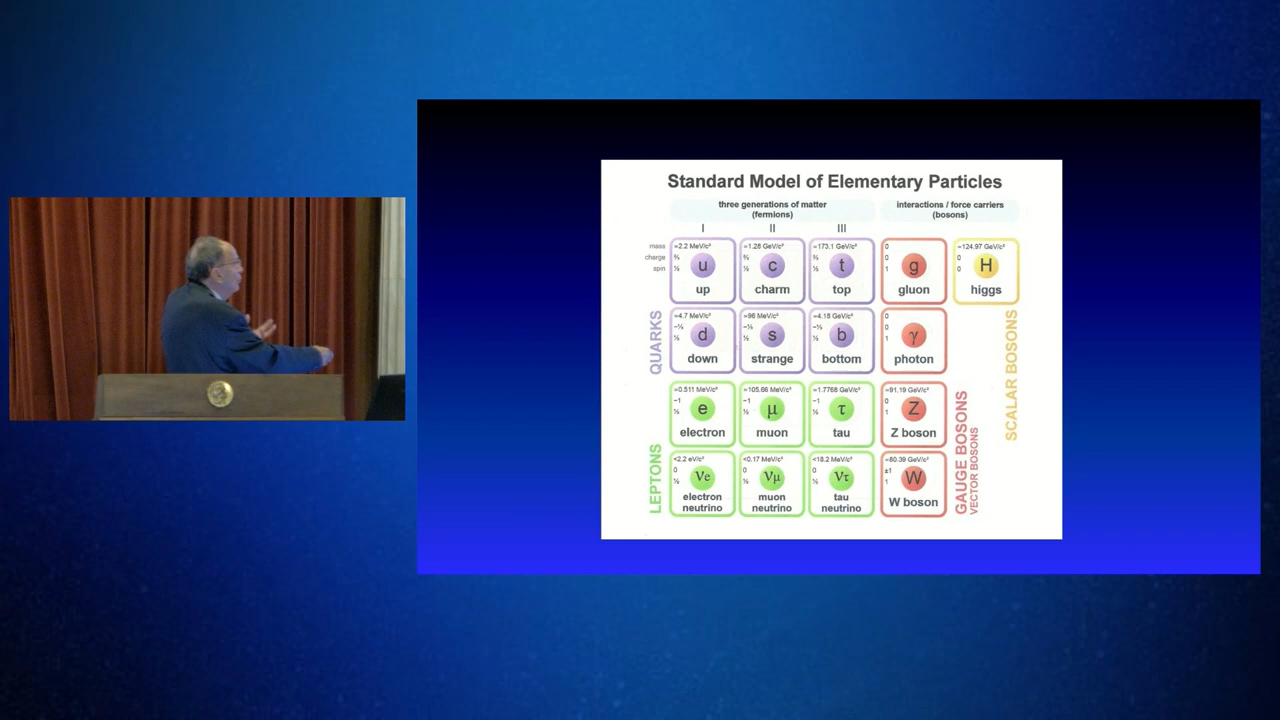 Standard Model of Elementary Particles
three generations of matter
(fermions)
interactions / force carriers
(bosons)
I II III
mass
charge
spin
≈2.2 MeV/c²
⅔
½
u
up
≈1.28 GeV/c²
⅔
½
c
charm
≈173.1 GeV/c²
⅔
½
t
top
0
0
1
g
gluon
≈124.97 GeV/c²
0
0
H
higgs
QUARKS
≈4.7 MeV/c²
−⅓
½
d
down
≈96 MeV/c²
−⅓
½
s
strange
≈4.18 GeV/c²
−⅓
½
b
bottom
0
0
1
γ
photon
SCALAR BOSONS
LEPTONS
≈0.511 MeV/c²
−1
½
e
electron
≈105.66 MeV/c²
−1
½
μ
muon
≈1.7768 GeV/c²
−1
½
τ
tau
≈91.19 GeV/c²
0
1
Z
Z boson
<2.2 eV/c²
0
½
νe
electron
neutrino
<0.17 MeV/c²
0
½
νμ
muon
neutrino
<18.2 MeV/c²
0
½
ντ
tau
neutrino
≈80.39 GeV/c²
±1
1
W
W boson
GAUGE BOSONS
VECTOR BOSONS